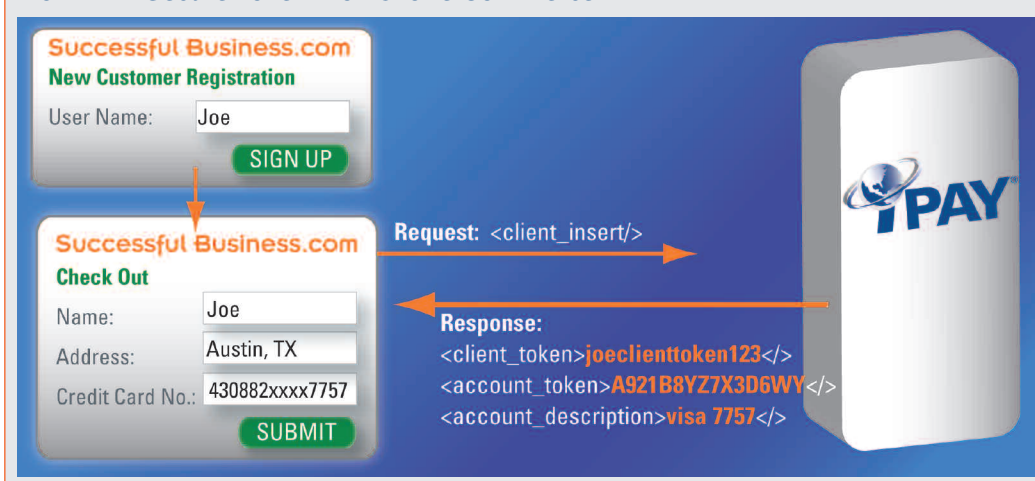 Successful Business.com
New Customer Registration
User Name: Joe
SIGN UP
Successful Business.com
Check Out
Name: Joe
Address: Austin, TX
Credit Card No.: 430882xxxx7757
SUBMIT
Request: <client_insert/>
Response:
<client_token>joeclienttoken123</>
<account_token>A921B8YZ7X3D6WY</>
<account_description>visa 7757</>
iPAY